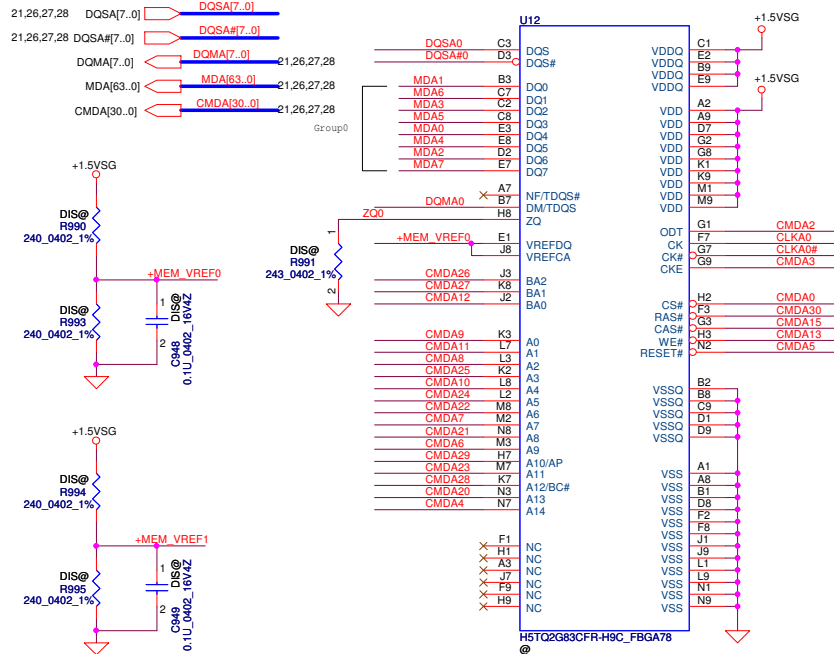 21,26,27,28 DQSA[7..0] DQSA[7..0]
21,26,27,28 DQSA#[7..0] DQSA#[7..0]
DQMA[7..0] DQMA[7..0] 21,26,27,28
MDA[63..0] MDA[63..0] 21,26,27,28
CMDA[30..0] CMDA[30..0] 21,26,27,28
Group0
+1.5VSG
DIS@
R990
240_0402_1%
+MEM_VREF0
DIS@
R993
240_0402_1%
1
2
DIS@
C948
0.1U_0402_16V4Z
+1.5VSG
DIS@
R994
240_0402_1%
+MEM_VREF1
DIS@
R995
240_0402_1%
1
2
DIS@
C949
0.1U_0402_16V4Z
ZQ0
1
DIS@
R991
243_0402_1%
2
U12
DQSA0 C3 DQS
DQSA#0 D3 DQS#
MDA1 B3 DQ0
MDA6 C7 DQ1
MDA3 C2 DQ2
MDA5 C8 DQ3
MDA0 E3 DQ4
MDA4 E8 DQ5
MDA2 D2 DQ6
MDA7 E7 DQ7
A7 NF/TDQS#
DQMA0 B7 DM/TDQS
H8 ZQ
+MEM_VREF0 E1 VREFDQ
J8 VREFCA
CMDA26 J3 BA2
CMDA27 K8 BA1
CMDA12 J2 BA0
CMDA9 K3 A0
CMDA11 L7 A1
CMDA8 L3 A2
CMDA25 K2 A3
CMDA10 L8 A4
CMDA24 L2 A5
CMDA22 M8 A6
CMDA7 M2 A7
CMDA21 N8 A8
CMDA6 M3 A9
CMDA29 H7 A10/AP
CMDA23 M7 A11
CMDA28 K7 A12/BC#
CMDA20 N3 A13
CMDA4 N7 A14
F1 NC
H1 NC
A3 NC
J7 NC
F9 NC
H9 NC
+1.5VSG
VDDQ C1
VDDQ E2
VDDQ B9
VDDQ E9
+1.5VSG
VDD A2
VDD A9
VDD D7
VDD G2
VDD G8
VDD K1
VDD K9
VDD M1
VDD M9
ODT G1 CMDA2
CK F7 CLKA0
CK# G7 CLKA0#
CKE G9 CMDA3
CS# H2 CMDA0
RAS# F3 CMDA30
CAS# G3 CMDA15
WE# H3 CMDA13
RESET# N2 CMDA5
VSSQ B2
VSSQ B8
VSSQ C9
VSSQ D1
VSSQ D9
VSS A1
VSS A8
VSS B1
VSS D8
VSS F2
VSS F8
VSS J1
VSS J9
VSS L1
VSS L9
VSS N1
VSS N9
H5TQ2G83CFR-H9C_FBGA78
@